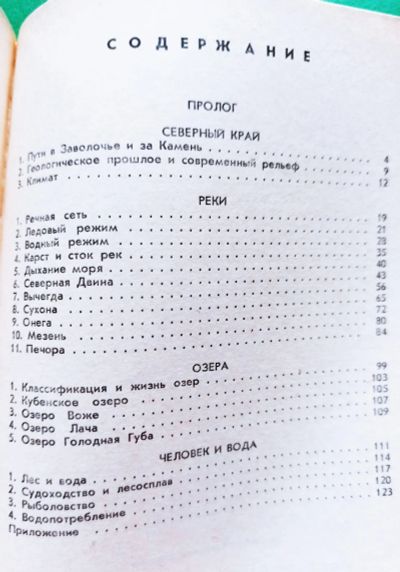 СОДЕРЖАНИЕ
ПРОЛОГ
СЕВЕРНЫЙ КРАЙ
1. Пути в Заволочье и за Камень 4
2. Геологическое прошлое и современный рельеф 9
3. Климат 12
РЕКИ
1. Речная сеть 19
2. Ледовый режим 21
3. Водный режим 28
4. Карст и сток рек 35
5. Дыхание моря 40
6. Северная Двина 43
7. Вычегда 56
8. Сухона 65
9. Онега 72
10. Мезень 80
11. Печора 84
ОЗЕРА
1. Классификация и жизнь озер 99
2. Кубенское озеро 103
3. Озеро Воже 105
4. Озеро Лача 107
5. Озеро Голодная Губа 109
ЧЕЛОВЕК И ВОДА
1. Лес и вода 111
2. Судоходство и лесосплав 114
3. Рыболовство 117
4. Водопотребление 120
Приложение 123